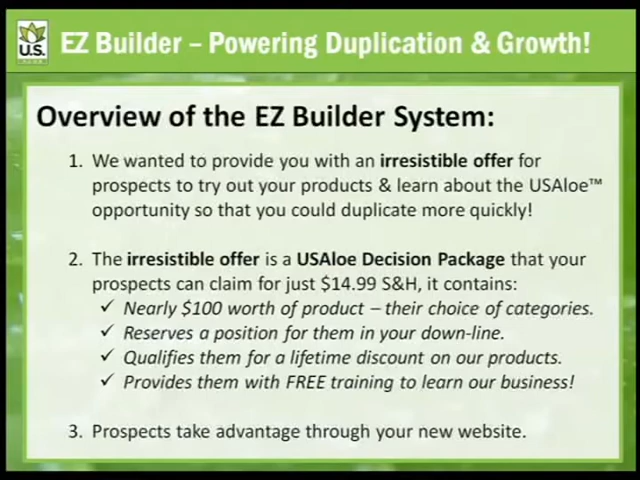 U.S.
EZ Builder – Powering Duplication & Growth!
Overview of the EZ Builder System:
1. We wanted to provide you with an irresistible offer for
prospects to try out your products & learn about the USAloe™
opportunity so that you could duplicate more quickly!
2. The irresistible offer is a USAloe Decision Package that your
prospects can claim for just $14.99 S&H, it contains:
✓ Nearly $100 worth of product – their choice of categories.
✓ Reserves a position for them in your down-line.
✓ Qualifies them for a lifetime discount on our products.
✓ Provides them with FREE training to learn our business!
3. Prospects take advantage through your new website.